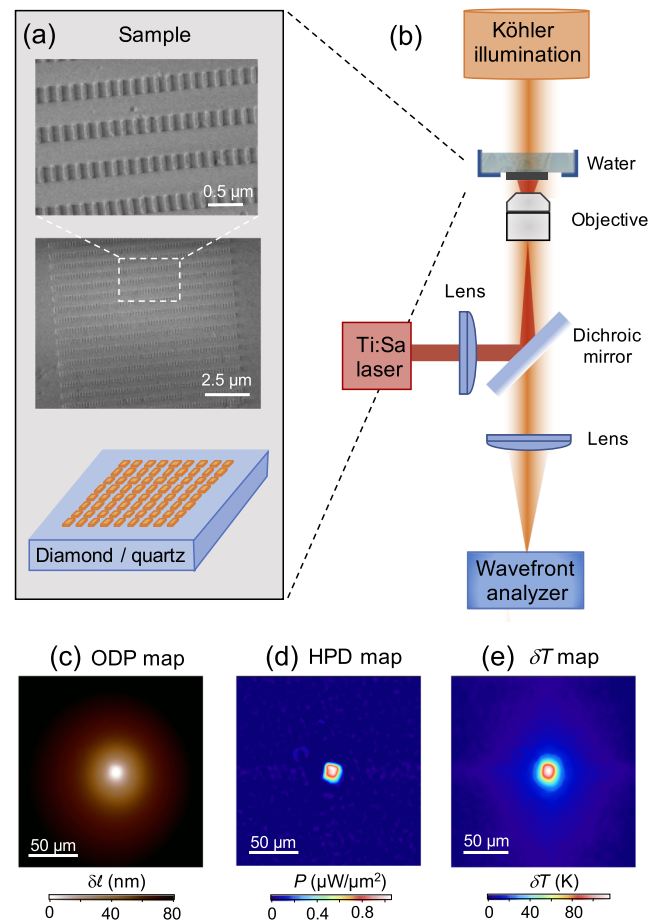 (a)
Sample
0.5 µm
2.5 µm
Diamond / quartz
(b)
Köhler
illumination
Water
Objective
Lens
Ti:Sa
laser
Dichroic
mirror
Lens
Wavefront
analyzer
(c) ODP map
50 µm
δℓ (nm)
0 40 80
(d) HPD map
50 µm
P (µW/µm²)
0 0.4 0.8
(e) δT map
50 µm
δT (K)
0 40 80